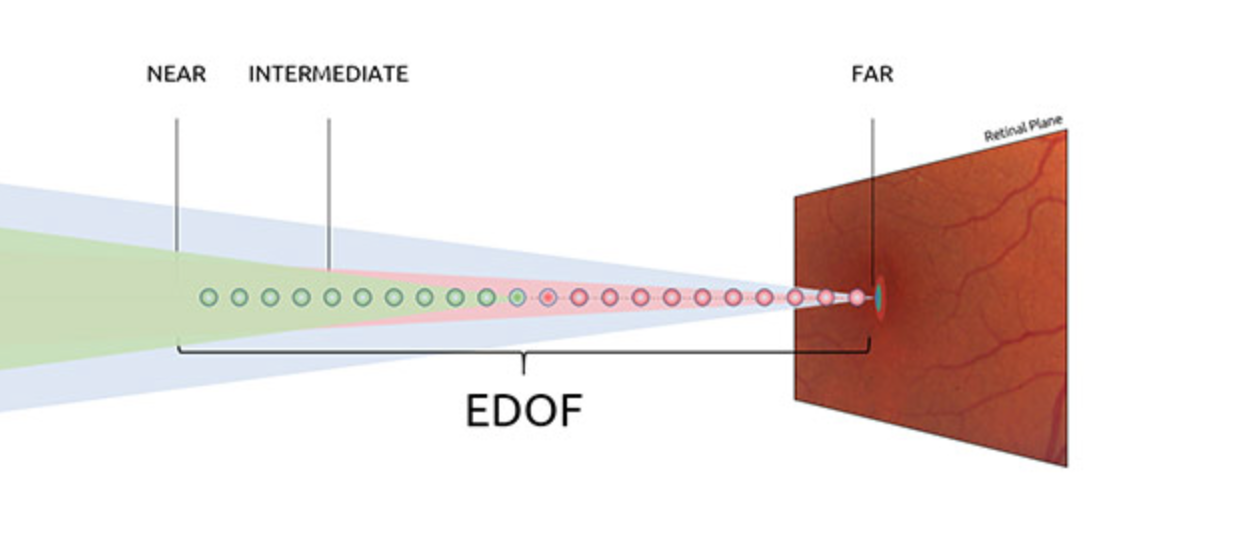 NEAR
INTERMEDIATE
FAR
Retinal Plane
EDOF